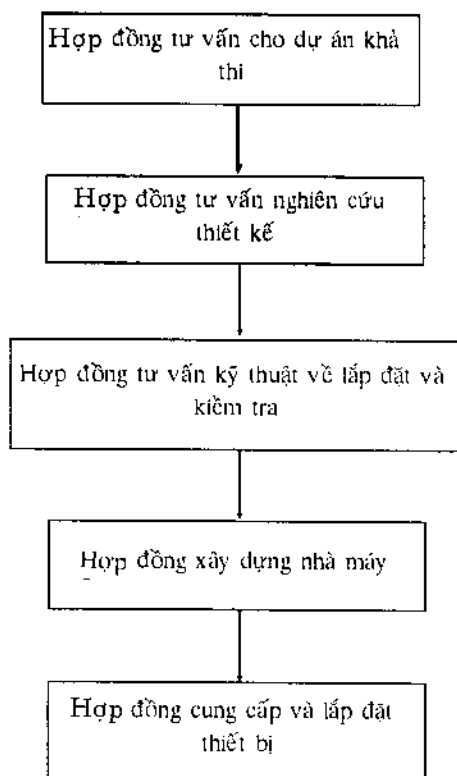 Hợp đồng tư vấn cho dự án khả
thi
Hợp đồng tư vấn nghiên cứu
thiết kế
Hợp đồng tư vấn kỹ thuật về lắp đặt và
kiểm tra
Hợp đồng xây dựng nhà máy
Hợp đồng cung cấp và lắp đặt
thiết bị